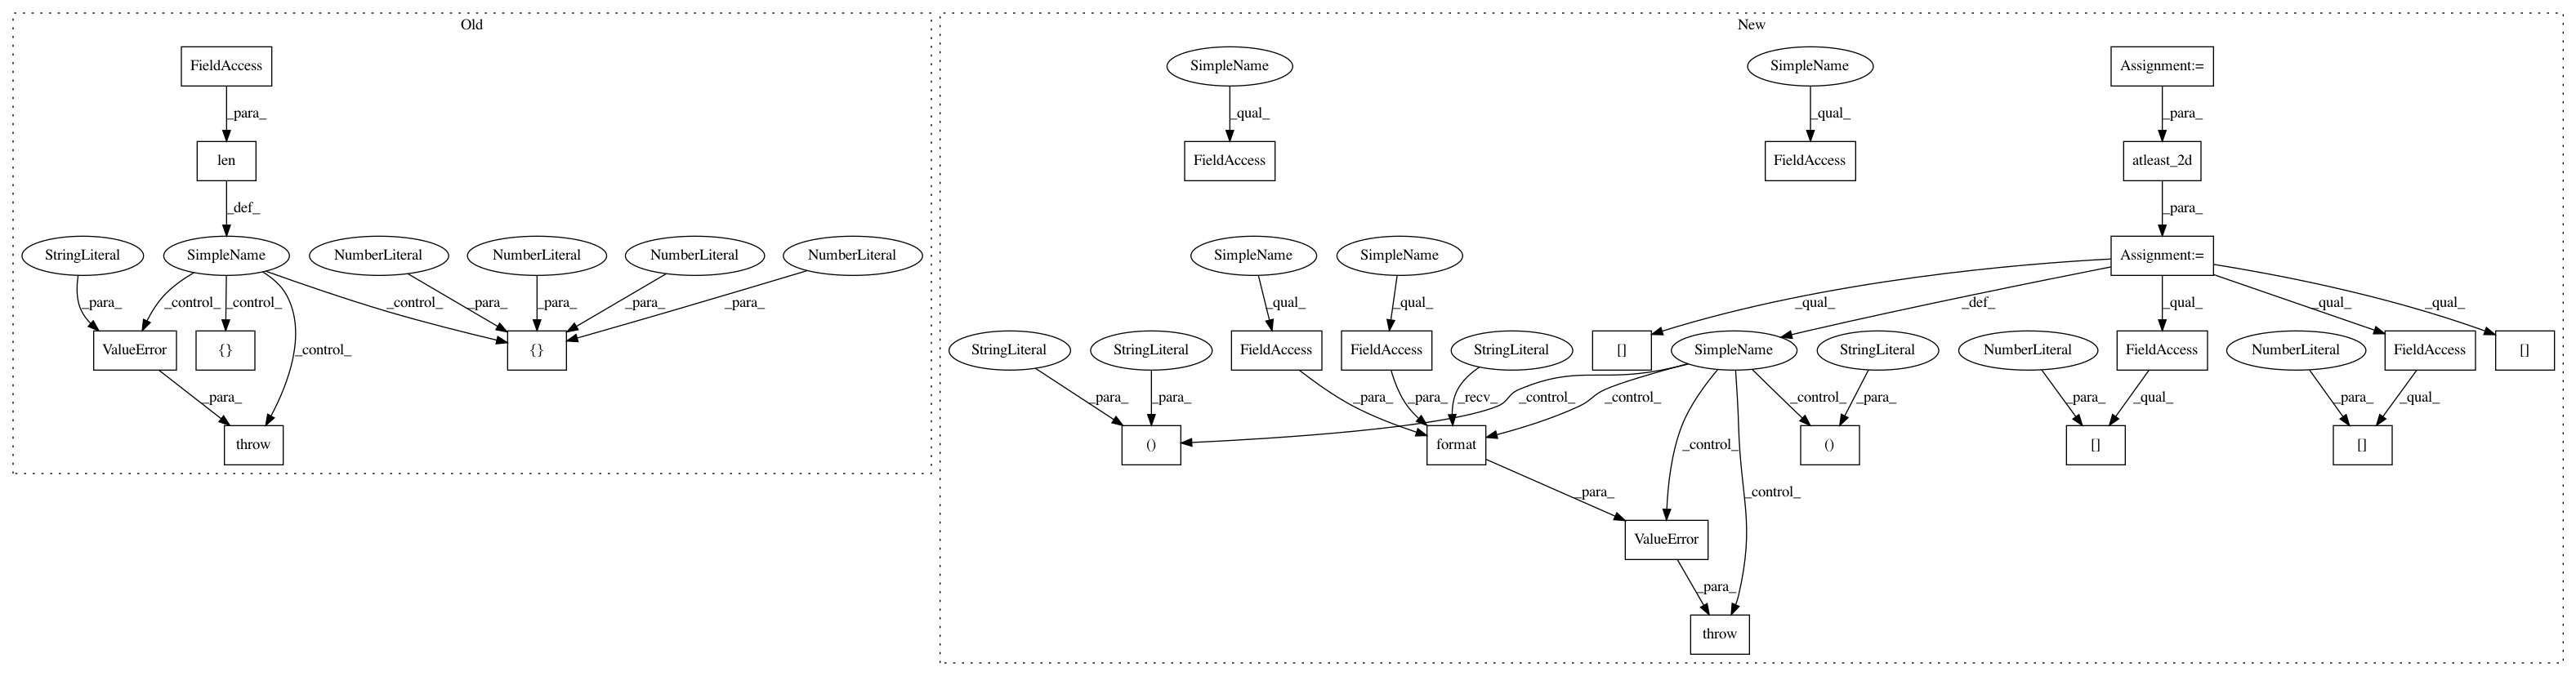 Old
New
FieldAccess
SimpleName
SimpleName
Assignment:=
_para_
_qual_
_qual_
_para_
len
FieldAccess
FieldAccess
atleast_2d
_def_
_para_
StringLiteral
SimpleName
NumberLiteral
NumberLiteral
NumberLiteral
NumberLiteral
SimpleName
SimpleName
Assignment:=
_para_
_control_
_control_
_control_
_para_
_para_
_para_
_para_
_qual_
_qual_
_qual_
_def_
_qual_
_qual_
_qual_
ValueError
{}
{}
StringLiteral
StringLiteral
FieldAccess
FieldAccess
StringLiteral
[]
SimpleName
StringLiteral
NumberLiteral
FieldAccess
NumberLiteral
FieldAccess
[]
_control_
_para_
_para_
_para_
_para_
_para_
_recv_
_control_
_control_
_control_
_para_
_para_
_qual_
_para_
_qual_
throw
()
format
()
[]
[]
_control_
_para_
_control_
ValueError
_para_
throw